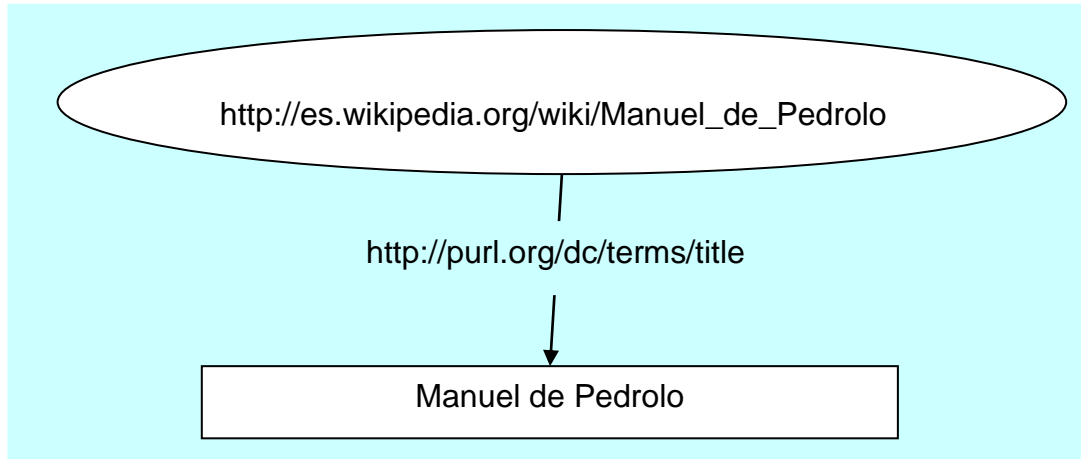 http://es.wikipedia.org/wiki/Manuel_de_Pedrolo
http://purl.org/dc/terms/title
Manuel de Pedrolo